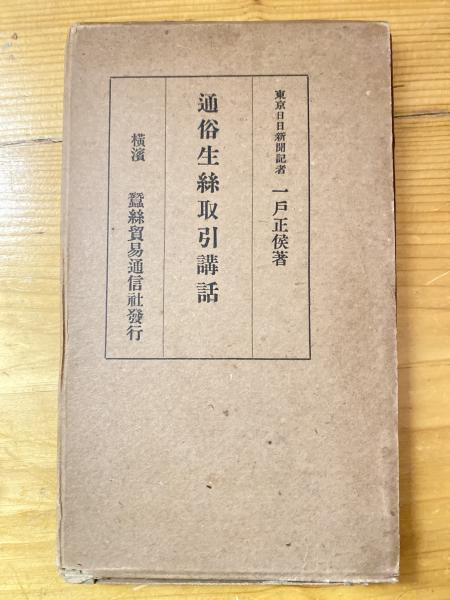 東京日日新聞記者 一戸正侯著
通俗生絲取引講話
横濱 蠶絲貿易通信社發行